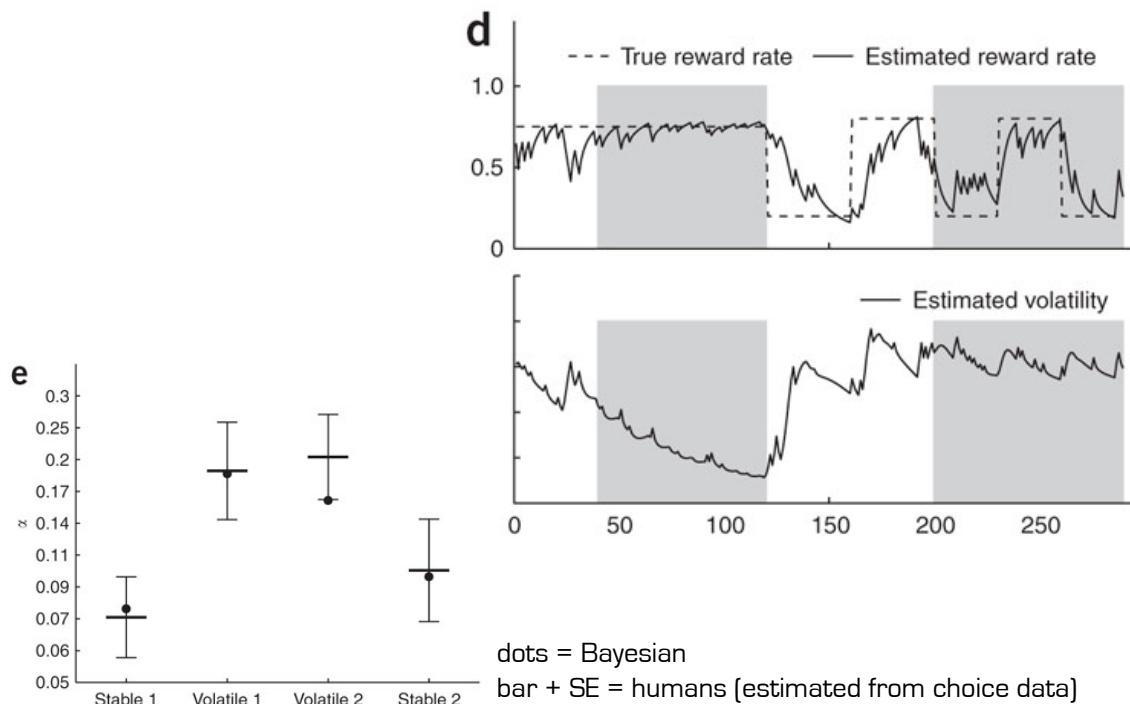 d
True reward rate
Estimated reward rate
1.0
0.5
0
Estimated volatility
0 50 100 150 200 250
e
0.3
0.25
0.2
0.17
0.14
0.11
0.09
0.07
0.06
0.05
α
Stable 1 Volatile 1 Volatile 2 Stable 2
dots = Bayesian
bar + SE = humans (estimated from choice data)